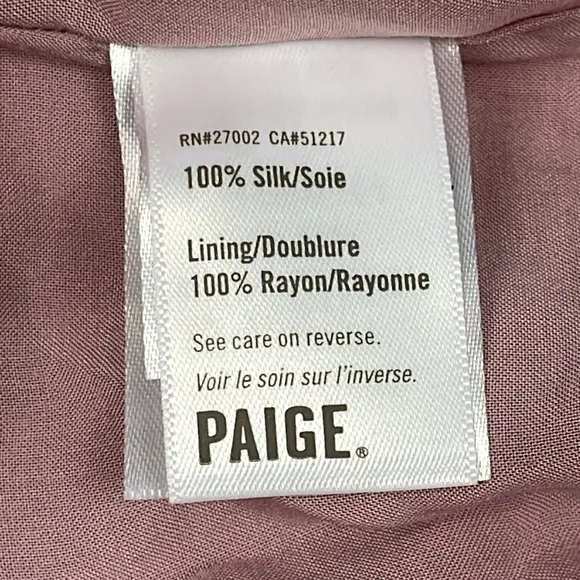 RN#27002 CA#51217
100% Silk/Soie
Lining/Doublure
100% Rayon/Rayonne
See care on reverse.
Voir le soin sur l'inverse.
PAIGE®